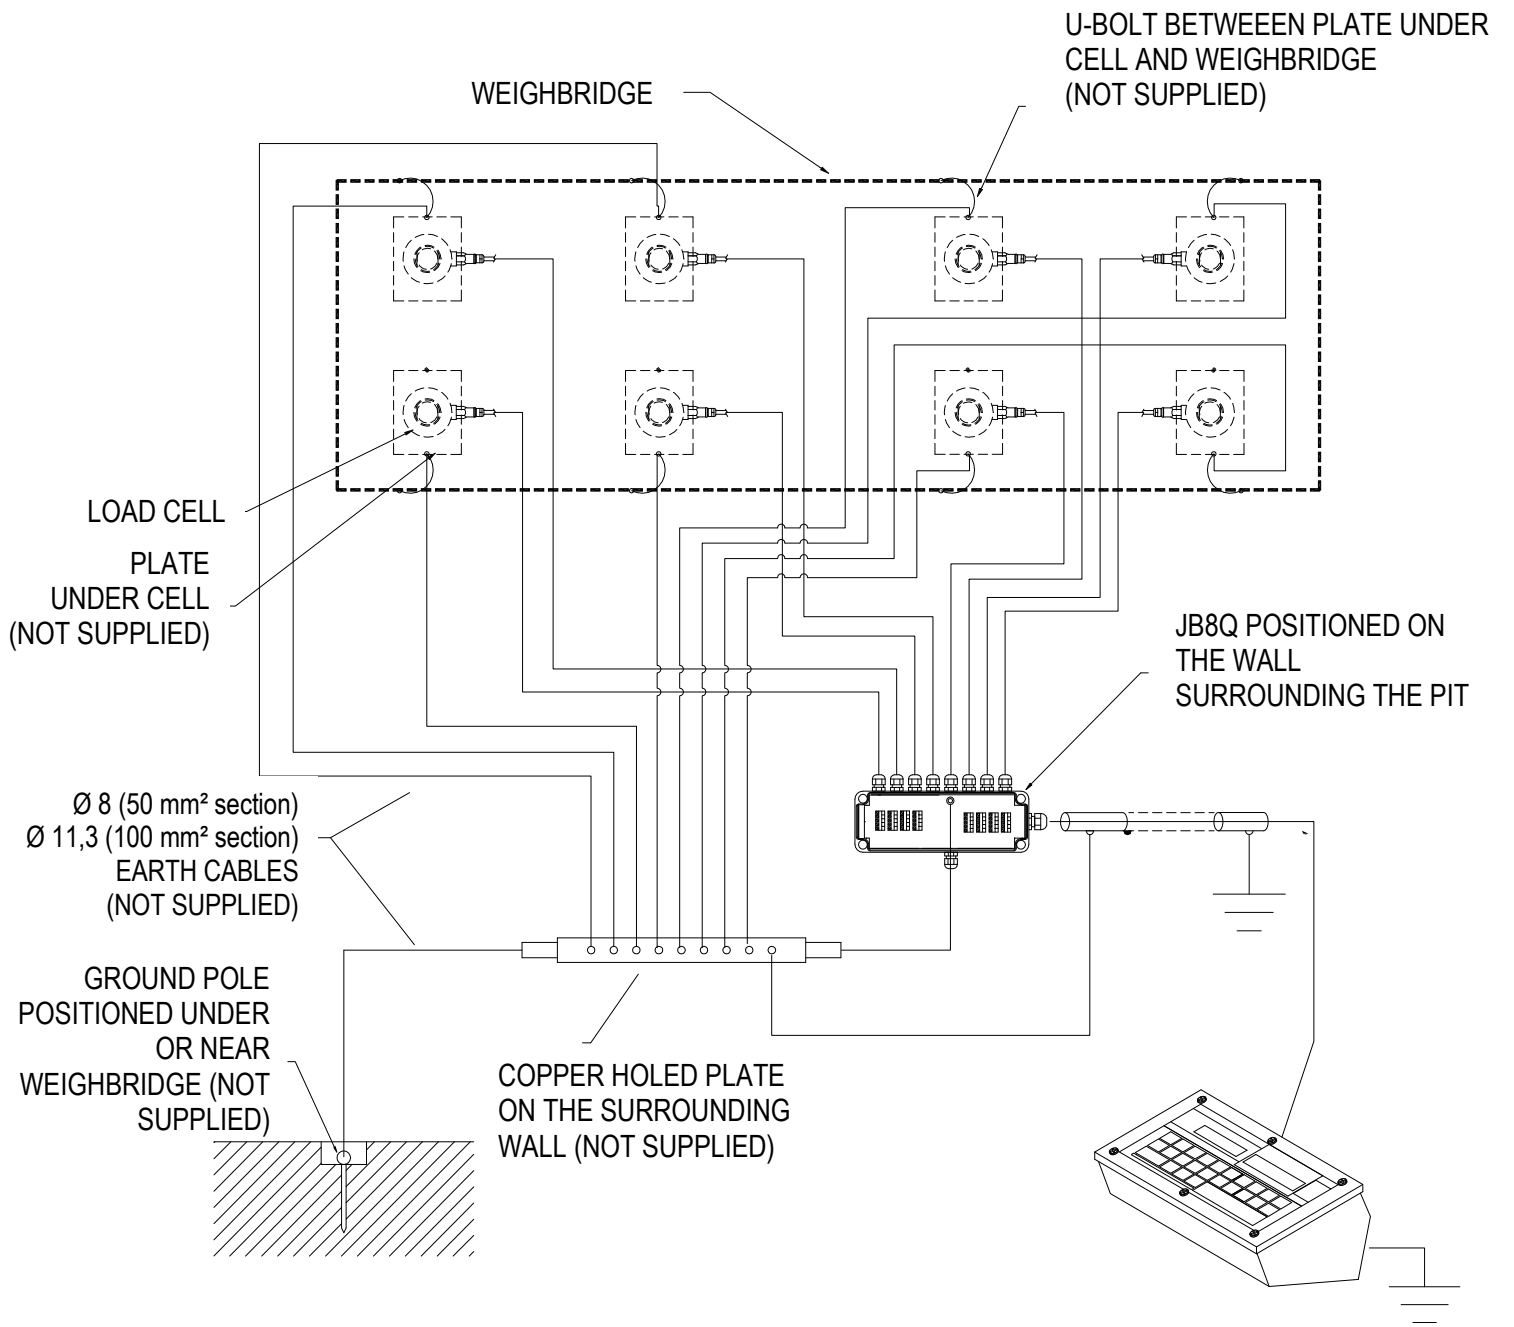 U-BOLT BETWEEEN PLATE UNDER
CELL AND WEIGHBRIDGE
(NOT SUPPLIED)
WEIGHBRIDGE
LOAD CELL
PLATE
UNDER CELL
(NOT SUPPLIED)
JB8Q POSITIONED ON
THE WALL
SURROUNDING THE PIT
Ø 8 (50 mm² section)
Ø 11,3 (100 mm² section)
EARTH CABLES
(NOT SUPPLIED)
GROUND POLE
POSITIONED UNDER
OR NEAR
WEIGHBRIDGE (NOT
SUPPLIED)
COPPER HOLED PLATE
ON THE SURROUNDING
WALL (NOT SUPPLIED)